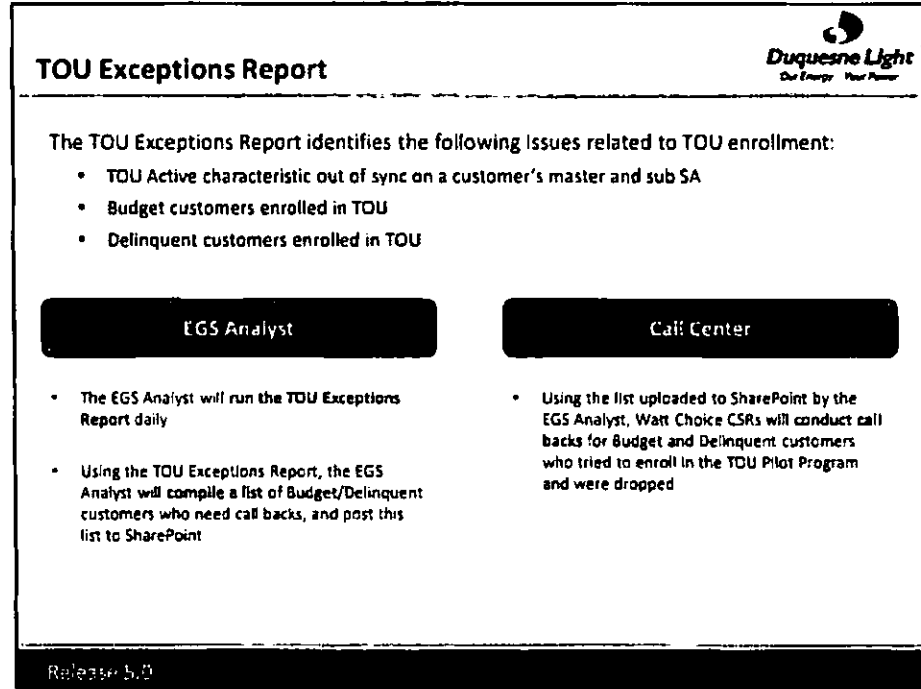 TOU Exceptions Report
Duquesne Light
Our Energy Your Power
The TOU Exceptions Report identifies the following issues related to TOU enrollment:
• TOU Active characteristic out of sync on a customer's master and sub SA
• Budget customers enrolled in TOU
• Delinquent customers enrolled in TOU
EGS Analyst
• The EGS Analyst will run the TOU Exceptions
Report daily
• Using the TOU Exceptions Report, the EGS
Analyst will compile a list of Budget/Delinquent
customers who need call backs, and post this
list to SharePoint
Call Center
• Using the list uploaded to SharePoint by the
EGS Analyst, Watt Choice CSRs will conduct call
backs for Budget and Delinquent customers
who tried to enroll in the TOU Pilot Program
and were dropped
Release 5.0